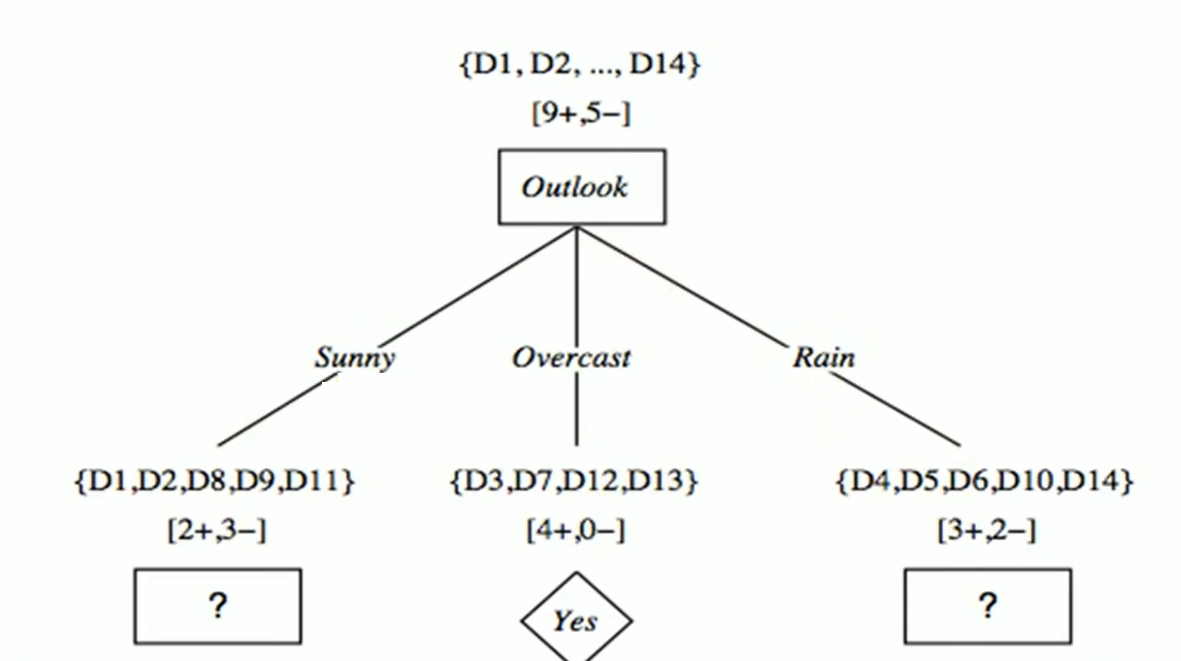 {D1, D2, ..., D14}
[9+,5−]
Outlook
Sunny
Overcast
Rain
{D1,D2,D8,D9,D11}
{D3,D7,D12,D13}
{D4,D5,D6,D10,D14}
[2+,3−]
[4+,0−]
[3+,2−]
?
Yes
?